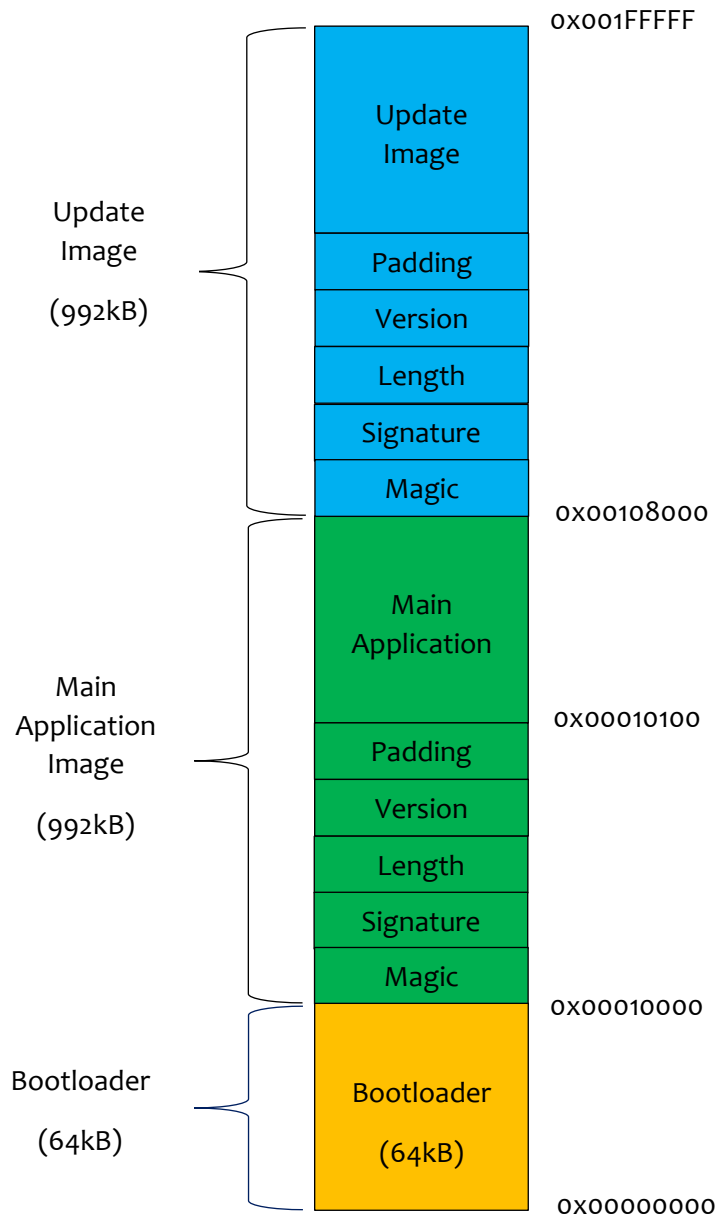 0x001FFFFF
Update
Image
Update
Image
(992kB)
Padding
Version
Length
Signature
Magic
0x00108000
Main
Application
Main
Application
Image
(992kB)
0x00010100
Padding
Version
Length
Signature
Magic
0x00010000
Bootloader
(64kB)
Bootloader
(64kB)
0x00000000